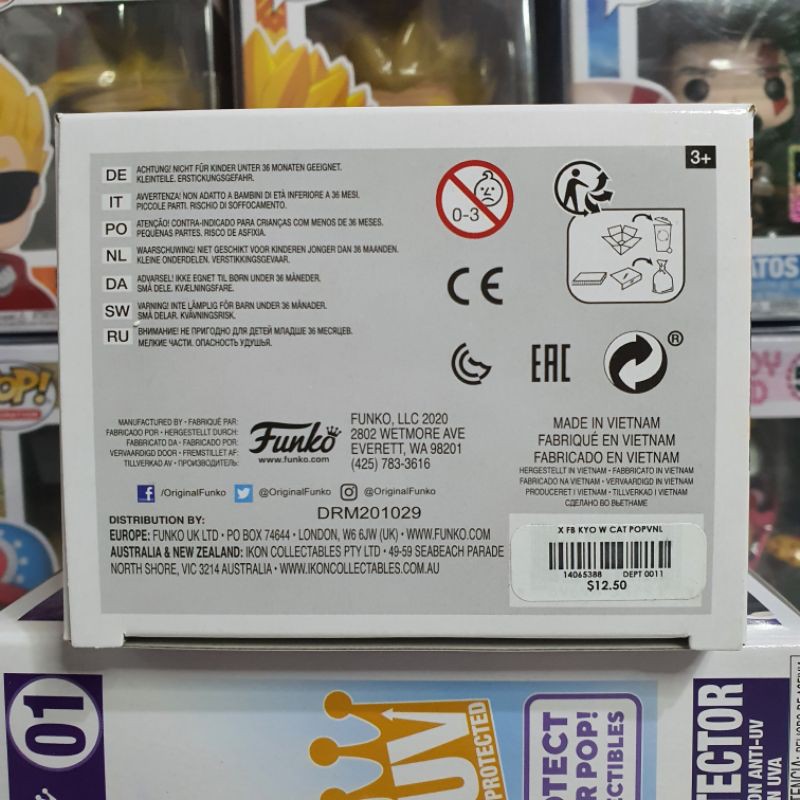 3+
DE ACHTUNG! NICHT FÜR KINDER UNTER 36 MONATEN GEEIGNET.
KLEINTEILE. ERSTICKUNGSGEFAHR.
IT AVVERTENZA! NON ADATTO A BAMBINI DI ETÀ INFERIORE A 36 MESI.
PICCOLE PARTI. RISCHIO DI SOFFOCAMENTO.
PO ATENÇÃO! CONTRA-INDICADO PARA CRIANÇAS COM MENOS DE 36 MESES.
PEQUENAS PARTES. RISCO DE ASFIXIA.
NL WAARSCHUWING! NIET GESCHIKT VOOR KINDEREN JONGER DAN 36 MAANDEN.
KLEINE ONDERDELEN. VERSTIKKINGSGEVAAR.
DA ADVARSEL! IKKE EGNET TIL BØRN UNDER 36 MÅNEDER.
SMÅ DELE. KVÆLNINGSFARE.
SW VARNING! INTE LÄMPLIG FÖR BARN UNDER 36 MÅNADER.
SMÅ DELAR. KVÄVNINGSRISK.
RU ВНИМАНИЕ! НЕ ПРИГОДНО ДЛЯ ДЕТЕЙ МЛАДШЕ 36 МЕСЯЦЕВ.
МЕЛКИЕ ЧАСТИ. ОПАСНОСТЬ УДУШЬЯ.
0-3
CE
EAC
®
MANUFACTURED BY • FABRIQUÉ PAR:
FABRICADO POR • HERGESTELLT DURCH:
FABBRICATO DA • FABRICADO POR:
VERVAARDIGD DOOR • FREMSTILLET AF:
TILLVERKAD AV • ПРОИЗВОДИТЕЛЬ:
Funko
www.funko.com
FUNKO, LLC 2020
2802 WETMORE AVE
EVERETT, WA 98201
(425) 783-3616
MADE IN VIETNAM
FABRIQUÉ EN VIETNAM
FABRICADO EN VIETNAM
HERGESTELLT IN VIETNAM • FABBRICATO IN VIETNAM
FABRICADO NA VIETNAM • VERVAARDIGD IN VIETNAM
PRODUCERET I VIETNAM • TILLVERKAD I VIETNAM
СДЕЛАНО ВО ВЬЕТНАМЕ
/OriginalFunko @OriginalFunko @OriginalFunko
DRM201029
DISTRIBUTION BY:
EUROPE: FUNKO UK LTD • PO BOX 74644 • LONDON, W6 6JW (UK) • WWW.FUNKO.COM
AUSTRALIA & NEW ZEALAND: IKON COLLECTABLES PTY LTD • 49-59 SEABEACH PARADE
NORTH SHORE, VIC 3214 AUSTRALIA • WWW.IKONCOLLECTABLES.COM.AU
X FB KYO W CAT POPVNL
14065388 DEPT 0011
$12.50
01
UV
PROTECTED